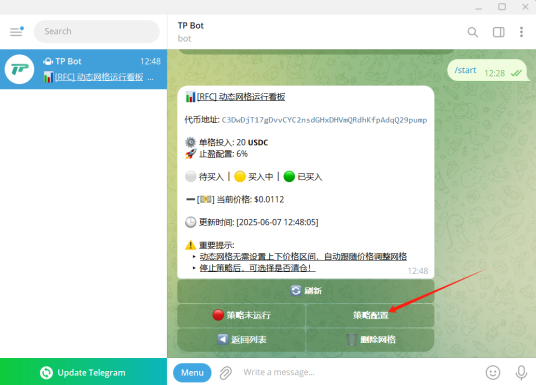 Search
TP Bot
bot
TP Bot 12:48
[RFC] 动态网格运行看板 ...
/start 12:28
[RFC] 动态网格运行看板
代币地址: C3DwDjT17gDvvCYC2nsdGHxDHVmQRdhKfpAdqQ29pump
单格投入: 20 USDC
止盈配置: 6%
待买入 | 买入中 | 已买入
当前价格: $0.0112
更新时间: [2025-06-07 12:48:05]
重要提示:
• 动态网格无需设置上下价格区间、自动跟随价格调整网格
• 停止策略后、可选择是否清仓!
12:48
刷新
策略未运行 策略配置
返回列表 删除网格
Update Telegram
Menu Write a message...